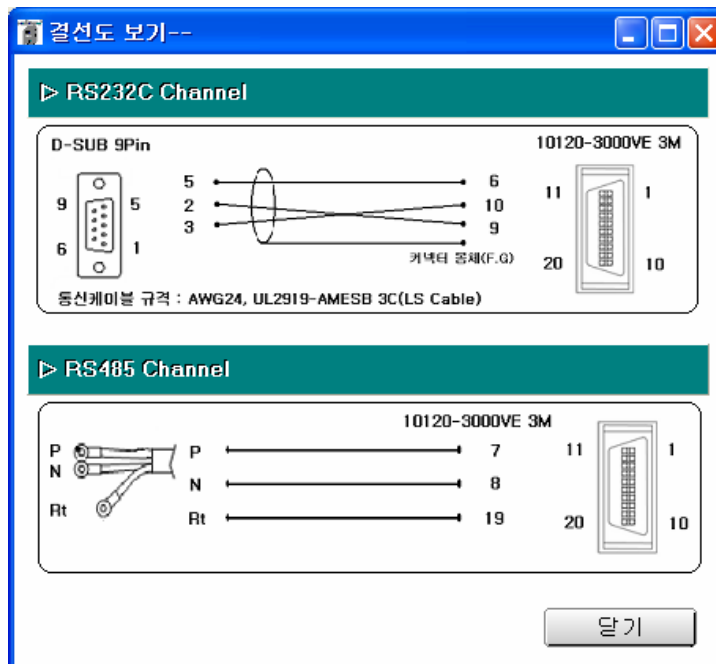 결선도 보기--
▷ RS232C Channel
D-SUB 9Pin
10120-3000VE 3M
9 5
6 1
5 6
2 10
3 9
커넥터 몸체(F.G)
11 1
20 10
통신케이블 규격 : AWG24, UL2919-AMESB 3C(LS Cable)
▷ RS485 Channel
10120-3000VE 3M
P P 7
N N 8
Rt Rt 19
11 1
20 10
닫기